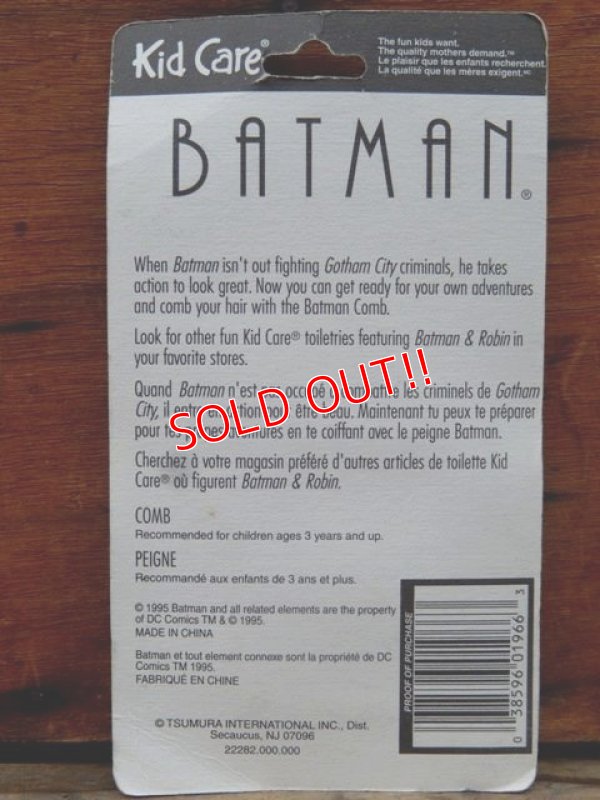 Kid Care®
The fun kids want.
The quality mothers demand.™
Le plaisir que les enfants recherchent.
La qualité que les mères exigent.MC
BATMAN®
When Batman isn't out fighting Gotham City criminals, he takes
action to look great. Now you can get ready for your own adventures
and comb your hair with the Batman Comb.
Look for other fun Kid Care® toiletries featuring Batman & Robin in
your favorite stores.
Quand Batman n'est pas occupé à combattre les criminels de Gotham
City, il entre en action pour être beau. Maintenant tu peux te préparer
pour tes propres aventures en te coiffant avec le peigne Batman.
Cherchez à votre magasin préféré d'autres articles de toilette Kid
Care® où figurent Batman & Robin.
SOLD OUT!!
COMB
Recommended for children ages 3 years and up.
PEIGNE
Recommandé aux enfants de 3 ans et plus.
© 1995 Batman and all related elements are the property
of DC Comics TM & © 1995.
MADE IN CHINA
Batman et tout element connexe sont la propriété de DC
Comics TM 1995.
FABRIQUÉ EN CHINE
© TSUMURA INTERNATIONAL INC., Dist.
Secaucus, NJ 07096
22282.000.000
PROOF OF PURCHASE
0 38596 01966 3